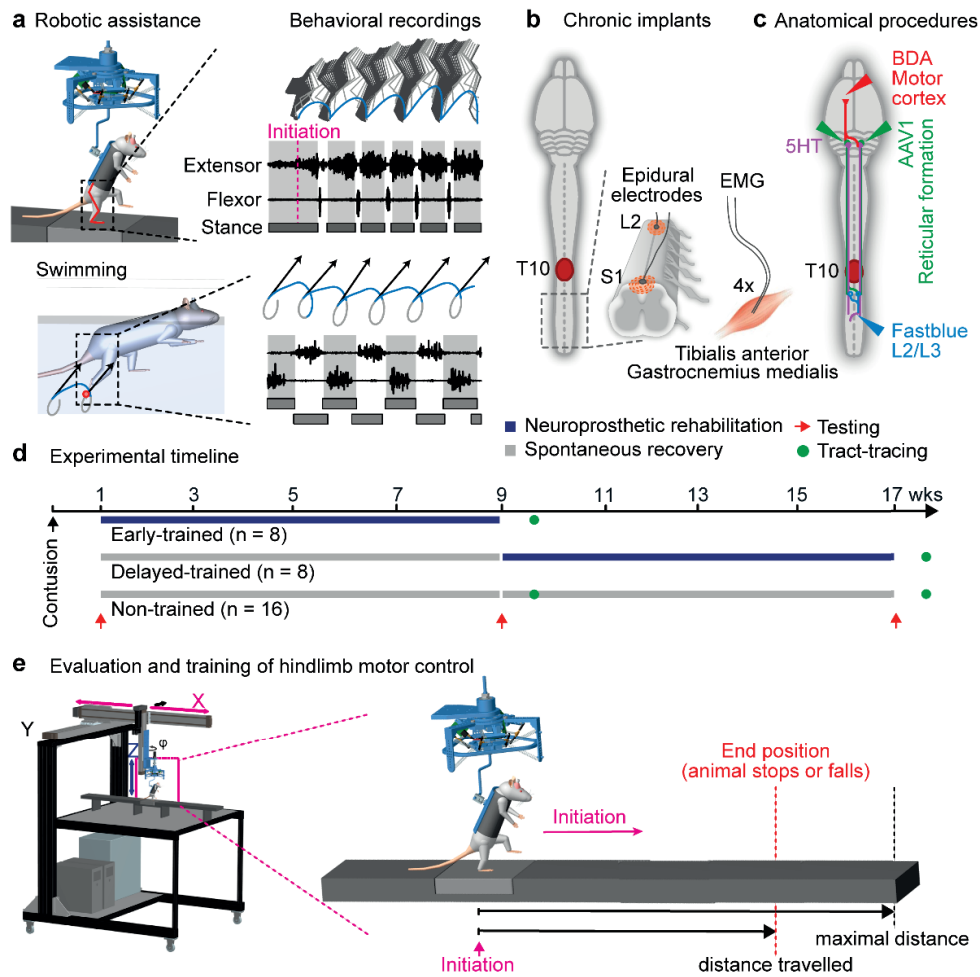 a Robotic assistance
Behavioral recordings
Initiation
Extensor
Flexor
Stance
Swimming
b Chronic implants
Epidural
electrodes
L2
S1
T10
EMG
4x
Tibialis anterior
Gastrocnemius medialis
c Anatomical procedures
BDA
Motor
cortex
5HT
AAV1
Reticular formation
T10
Fastblue
L2/L3
Neuroprosthetic rehabilitation
Spontaneous recovery
Testing
Tract-tracing
d Experimental timeline
1 3 5 7 9 11 13 15 17 wks
Contusion
Early-trained (n = 8)
Delayed-trained (n = 8)
Non-trained (n = 16)
e Evaluation and training of hindlimb motor control
X
Y
Z
φ
End position
(animal stops or falls)
Initiation
maximal distance
distance travelled
Initiation